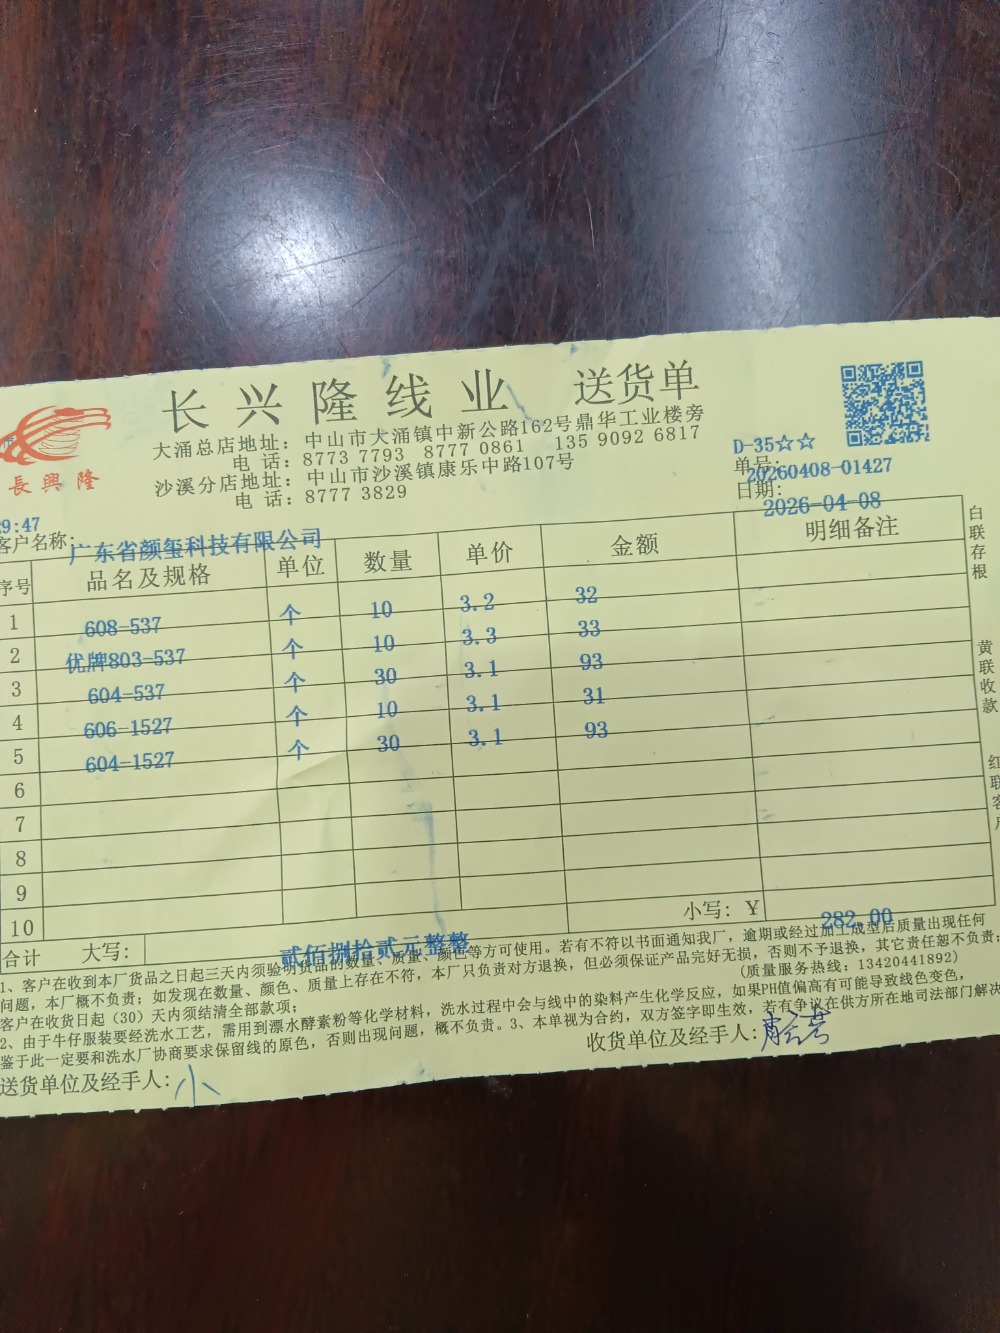 长兴隆线业 送货单
長興隆
大涌总店地址：中山市大涌镇中新公路162号鼎华工业楼旁
电 话：8773 7793 8777 0861 135 9092 6817
沙溪分店地址：中山市沙溪镇康乐中路107号
电 话：8777 3829
D-35☆☆
单号：20260408-01427
日期：2026-04-08
29:47
客户名称：广东省颜玺科技有限公司
序号 品名及规格 单位 数量 单价 金额 明细备注
1 608-537 个 10 3.2 32
2 优牌803-537 个 10 3.3 33
3 604-537 个 30 3.1 93
4 606-1527 个 10 3.1 31
5 604-1527 个 30 3.1 93
6
7
8
9
10
合计 大写：贰佰捌拾贰元整整 小写：￥ 282.00
白联存根
黄联收款
红联客户
1、客户在收到本厂货品之日起三天内须验明货品的数量、质量、颜色等方可使用。若有不符以书面通知我厂，逾期或经过加工成型后质量出现任何
问题，本厂概不负责；如发现在数量、颜色、质量上存在不符，本厂只负责对方退换，但必须保证产品完好无损，否则不予退换，其它责任恕不负责；
客户在收货日起（30）天内须结清全部款项； (质量服务热线：13420441892)
2、由于牛仔服装要经洗水工艺，需用到漂水酵素粉等化学材料，洗水过程中会与线中的染料产生化学反应，如果PH值偏高有可能导致线色变色，
鉴于此一定要和洗水厂协商要求保留线的原色，否则出现问题，概不负责。3、本单视为合约，双方签字即生效，若有争议在供方所在地司法部门解决
送货单位及经手人：小
收货单位及经手人：